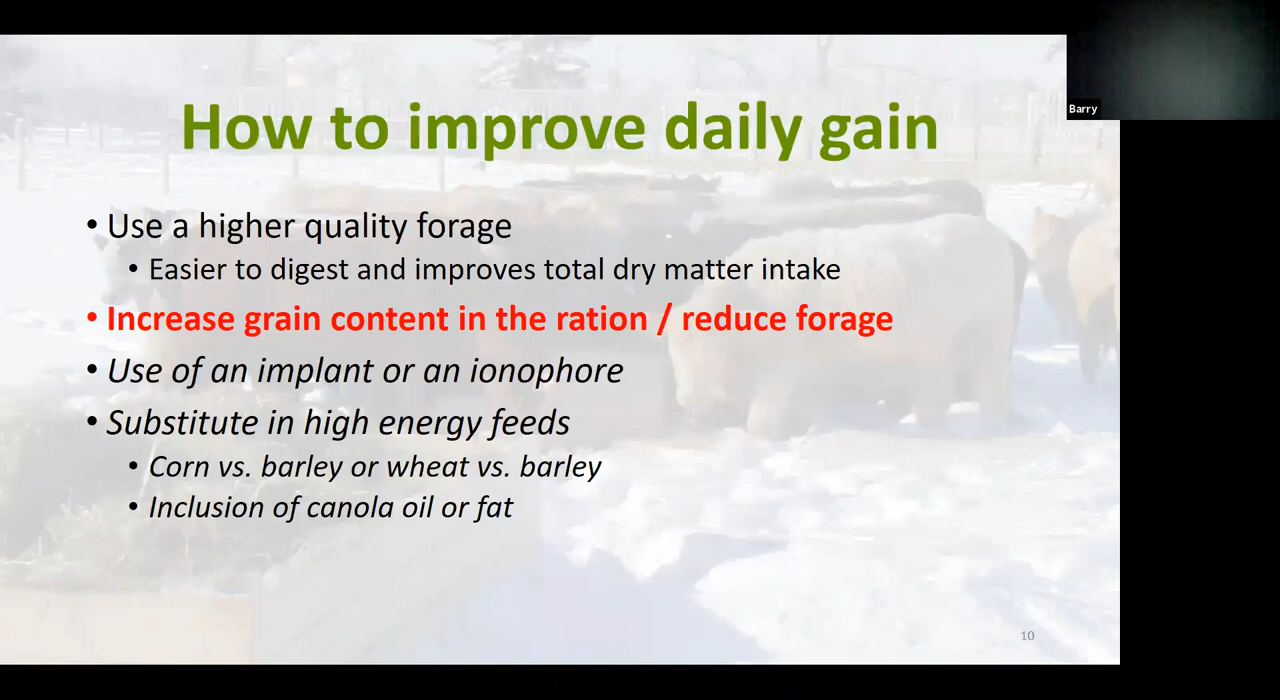 How to improve daily gain
Barry
• Use a higher quality forage
• Easier to digest and improves total dry matter intake
• Increase grain content in the ration / reduce forage
• Use of an implant or an ionophore
• Substitute in high energy feeds
• Corn vs. barley or wheat vs. barley
• Inclusion of canola oil or fat
10